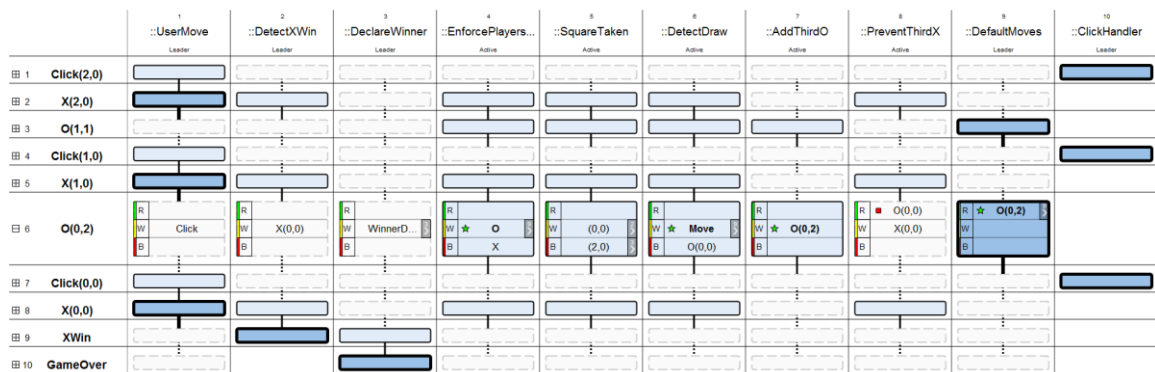 1 2 3 4 5 6 7 8 9 10
::UserMove ::DetectXWin ::DeclareWinner ::EnforcePlayers... ::SquareTaken ::DetectDraw ::AddThirdO ::PreventThirdX ::DefaultMoves ::ClickHandler
Leader Leader Leader Active Active Active Active Active Leader Leader
1 Click(2,0)
2 X(2,0)
3 O(1,1)
4 Click(1,0)
5 X(1,0)
R R R R R R R R O(0,0) R O(0,2)
6 O(0,2) W Click W X(0,0) W WinnerD... W O W (0,0) W Move W O(0,2) W X(0,0) W
B B B B X B (2,0) B O(0,0) B B B
7 Click(0,0)
8 X(0,0)
9 XWin
10 GameOver